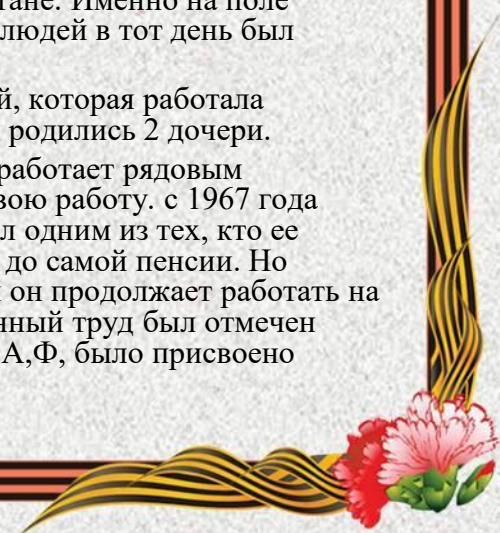 тане. Именно на поле
людей в тот день был
й, которая работала
родились 2 дочери.
работает рядовым
вою работу. с 1967 года
л одним из тех, кто ее
до самой пенсии. Но
он продолжает работать на
нный труд был отмечен
А,Ф, было присвоено